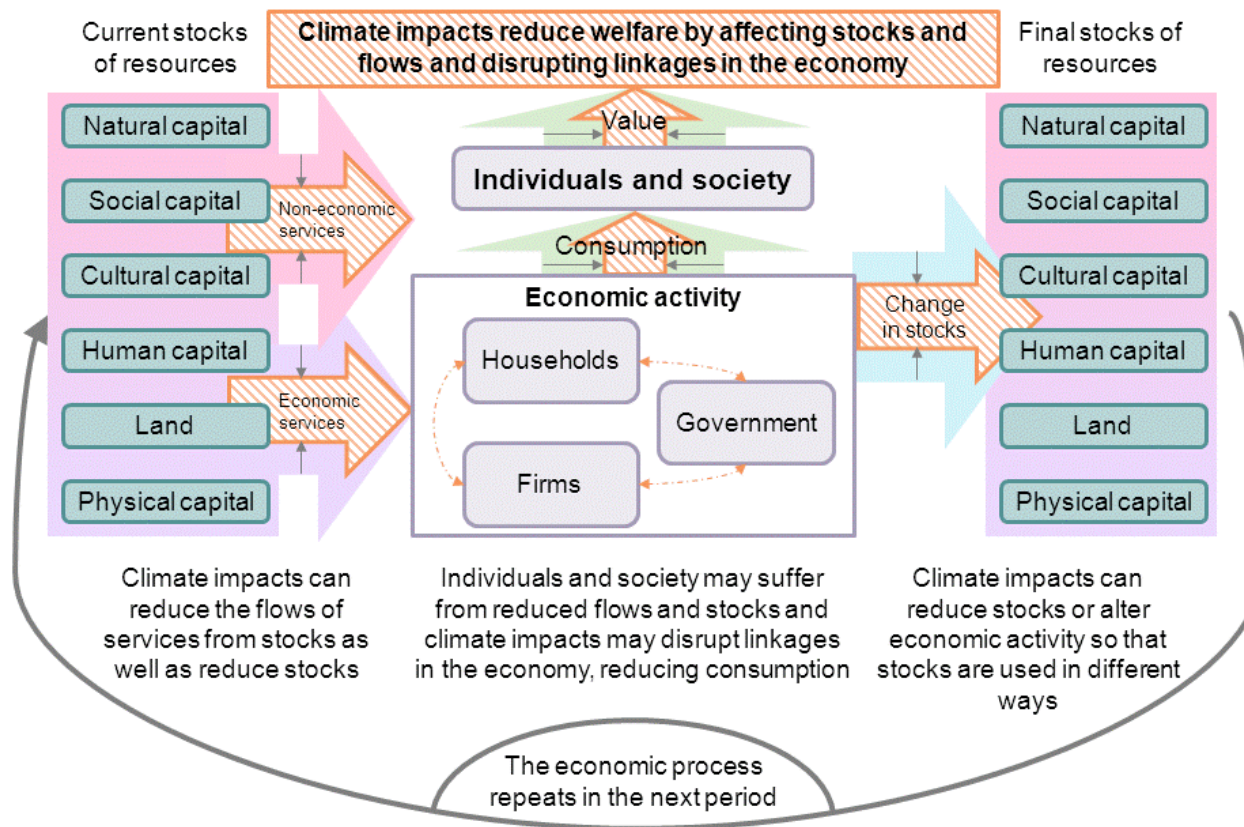 Current stocks
of resources
Climate impacts reduce welfare by affecting stocks and
flows and disrupting linkages in the economy
Final stocks of
resources
Natural capital
Social capital
Cultural capital
Human capital
Land
Physical capital
Non-economic
services
Economic
services
Value
Individuals and society
Consumption
Economic activity
Households
Government
Firms
Change
in stocks
Natural capital
Social capital
Cultural capital
Human capital
Land
Physical capital
Climate impacts can
reduce the flows of
services from stocks as
well as reduce stocks
Individuals and society may suffer
from reduced flows and stocks and
climate impacts may disrupt linkages
in the economy, reducing consumption
Climate impacts can
reduce stocks or alter
economic activity so that
stocks are used in different
ways
The economic process
repeats in the next period